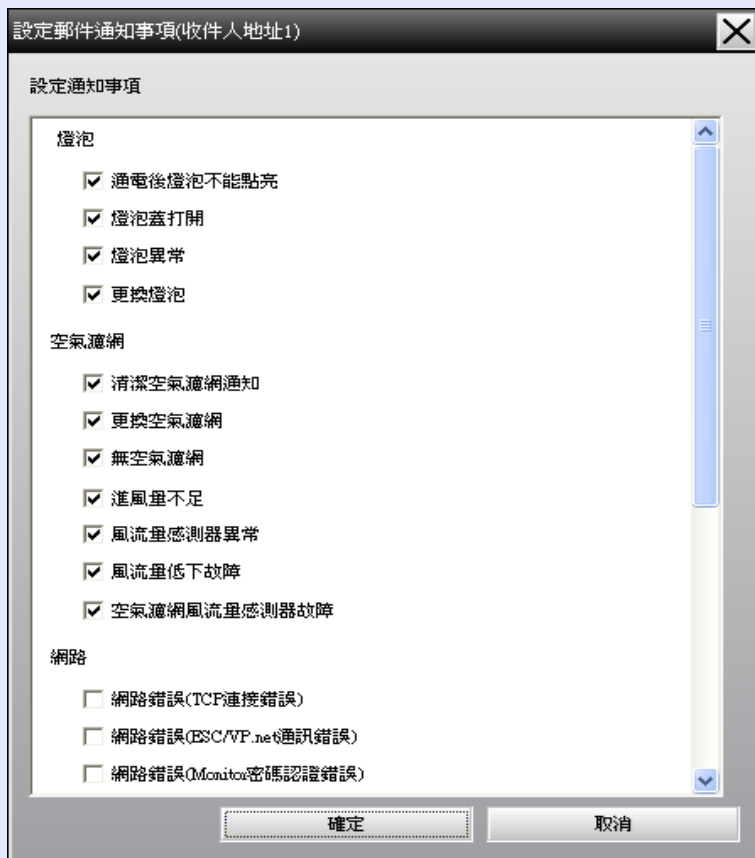 設定郵件通知事項(收件人地址1)
設定通知事項
燈泡
通電後燈泡不能點亮
燈泡蓋打開
燈泡異常
更換燈泡
空氣濾網
清潔空氣濾網通知
更換空氣濾網
無空氣濾網
進風量不足
風流量感測器異常
風流量低下故障
空氣濾網風流量感測器故障
網路
網路錯誤(TCP連接錯誤)
網路錯誤(ESC/VP.net通訊錯誤)
網路錯誤(Monitor密碼認證錯誤)
確定
取消